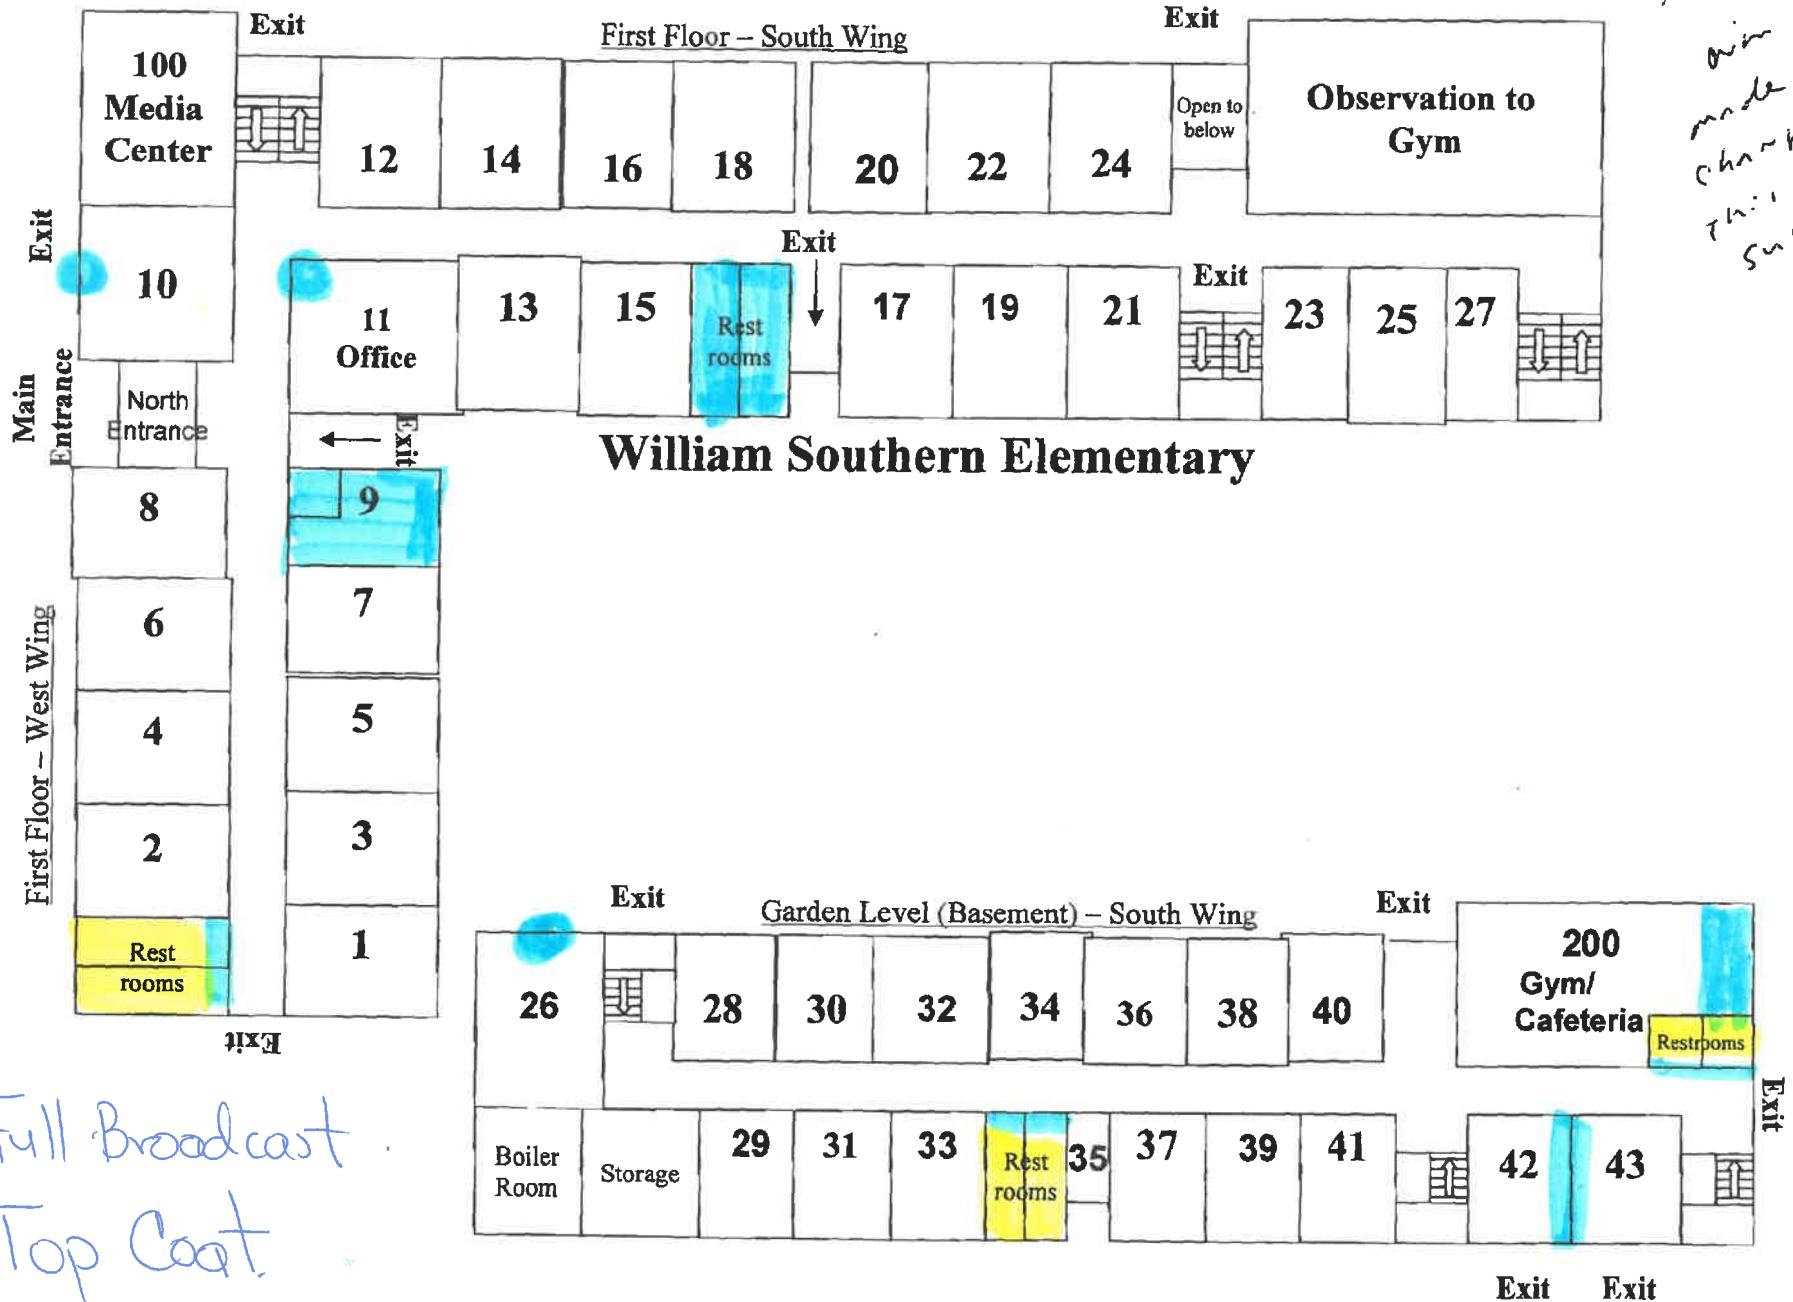 Exit
First Floor – South Wing
Exit
100
Media
Center
12
14
16
18
20
22
24
Open to
below
Observation to
Gym
made
this
Exit
10
11
Office
13
15
Rest
rooms
Exit
17
19
21
Exit
23
25
27
Main
Entrance
North
Entrance
Exit
William Southern Elementary
8
9
6
7
First Floor – West Wing
4
5
2
3
Rest
rooms
1
Exit
Exit
Garden Level (Basement) – South Wing
Exit
26
28
30
32
34
36
38
40
200
Gym/
Cafeteria
Restrooms
Exit
Boiler
Room
Storage
29
31
33
Rest
rooms
35
37
39
41
42
43
Exit
Exit
Full Broadcast
Top Coat